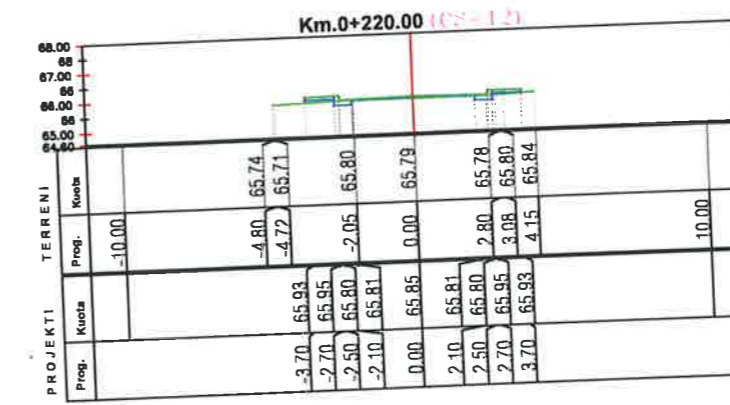 Km.0+220.00 (CS-12)
68.00
68
67.00
66
66.00
66
65.00
64.60
TERRENI
Kuota
65.74 65.71 65.80 65.79 65.78 65.80 65.84
Prog.
-10.00 -4.80 -4.72 -2.05 0.00 2.80 3.08 4.15 10.00
PROJEKTI
Kuota
65.93 65.95 65.80 65.81 65.85 65.81 65.80 65.95 65.93
Prog.
-3.70 -2.70 -2.50 -2.10 0.00 2.10 2.50 2.70 3.70